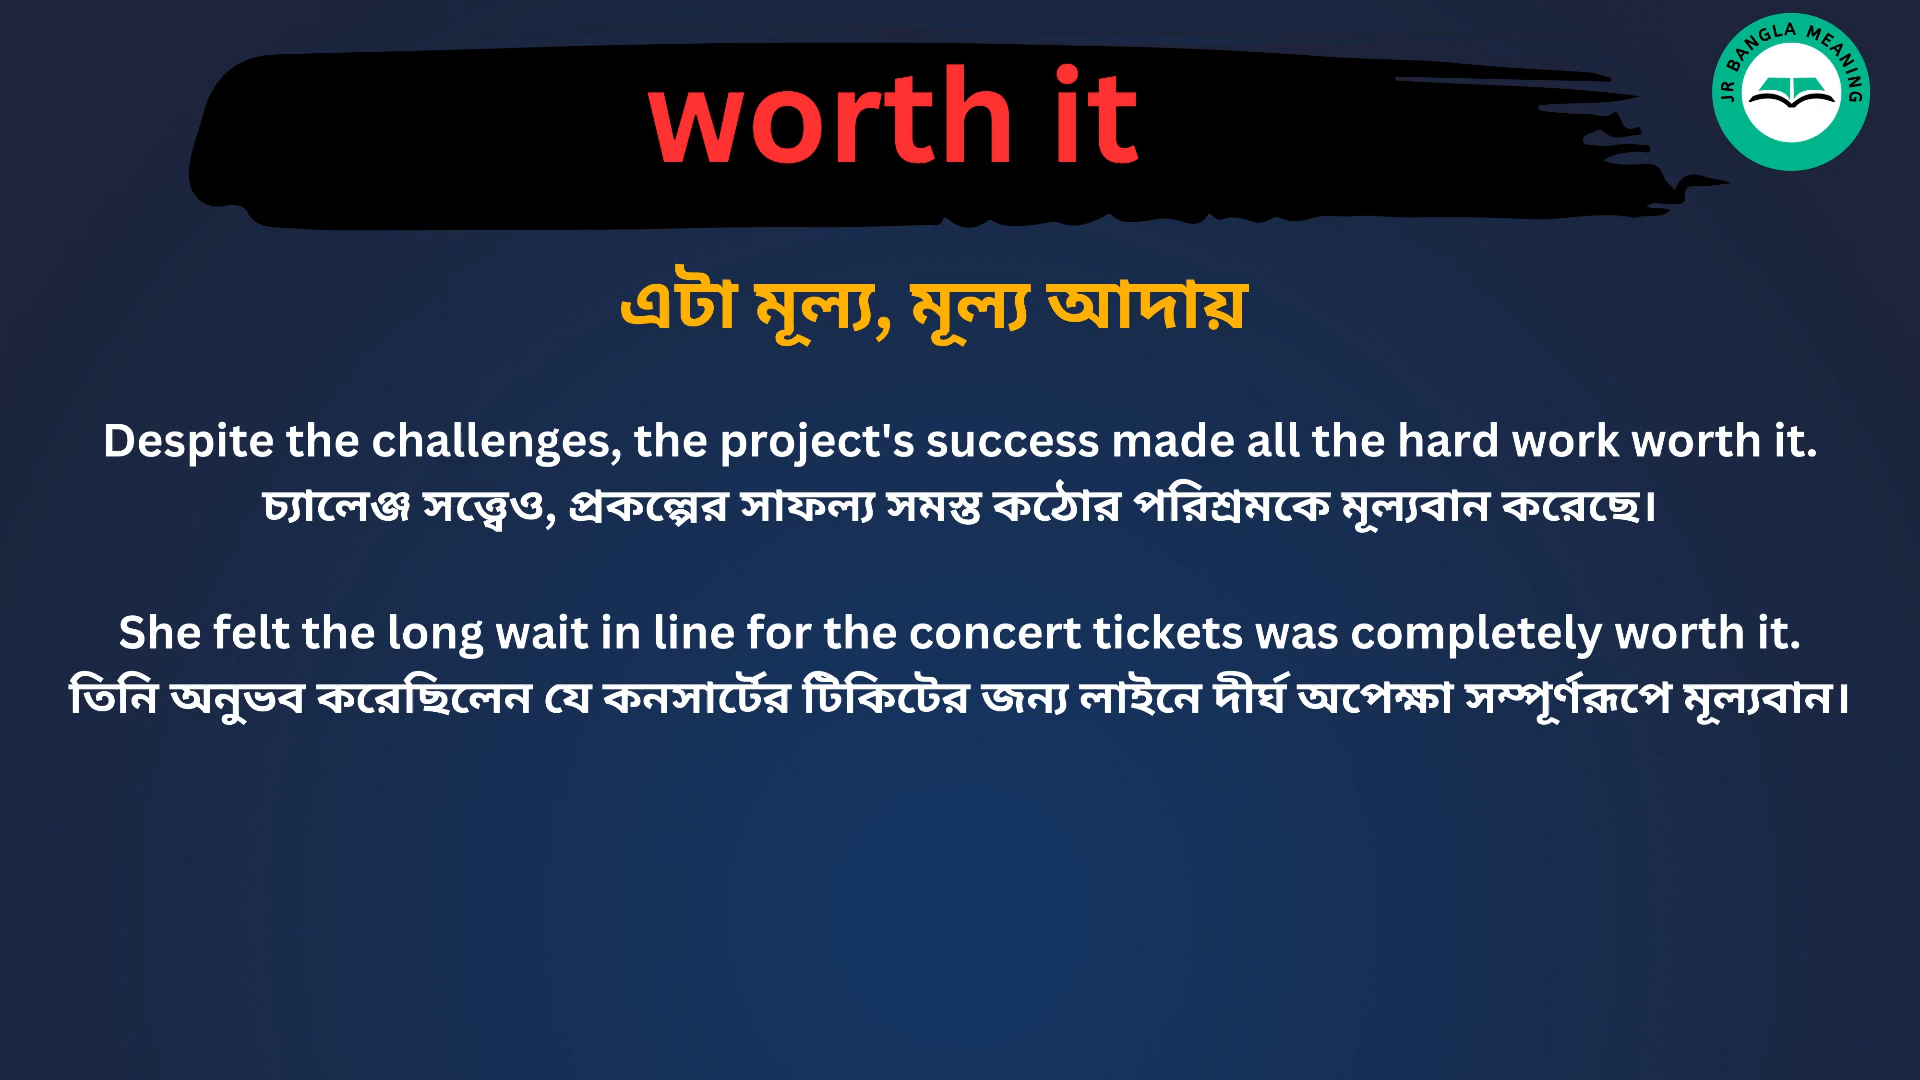 JR BANGLA MEANING
worth it
এটা মূল্য, মূল্য আদায়
Despite the challenges, the project's success made all the hard work worth it.
চ্যালেঞ্জ সত্ত্বেও, প্রকল্পের সাফল্য সমস্ত কঠোর পরিশ্রমকে মূল্যবান করেছে।
She felt the long wait in line for the concert tickets was completely worth it.
তিনি অনুভব করেছিলেন যে কনসার্টের টিকিটের জন্য লাইনে দীর্ঘ অপেক্ষা সম্পূর্ণরূপে মূল্যবান।